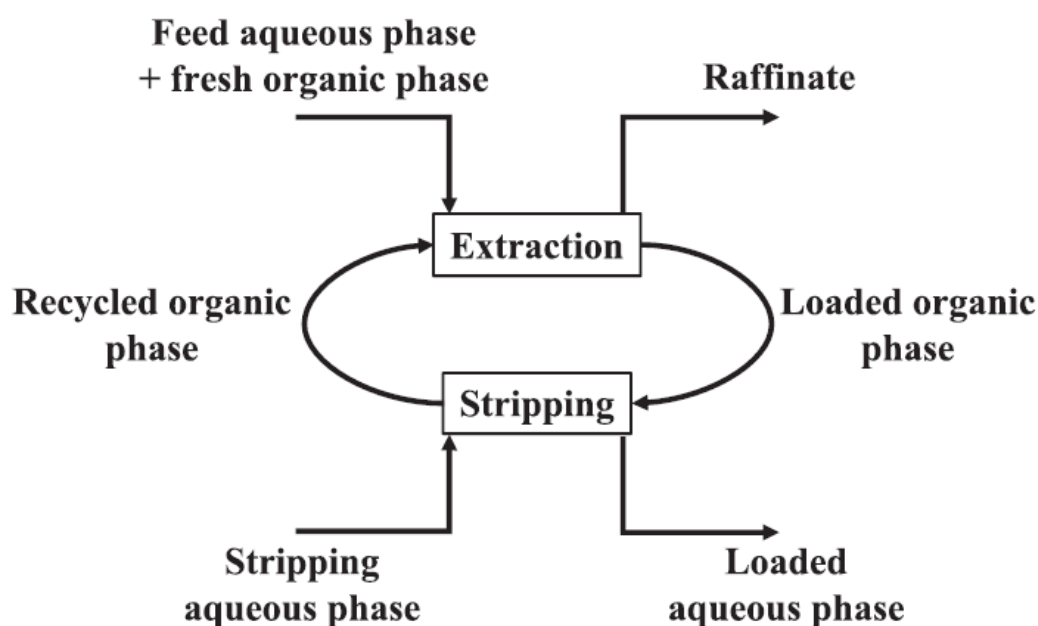 Feed aqueous phase
+ fresh organic phase
Raffinate
Extraction
Recycled organic
phase
Loaded organic
phase
Stripping
Stripping
aqueous phase
Loaded
aqueous phase